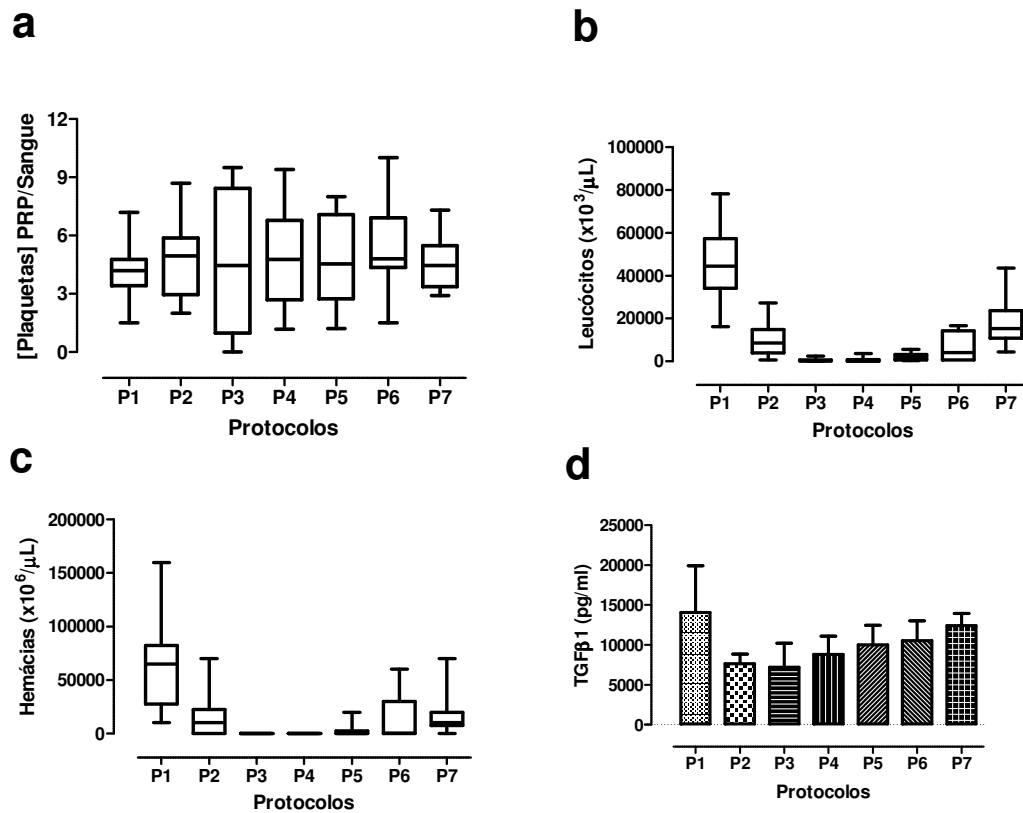 a
[Plaquetas] PRP/Sangue
12
9
6
3
0
P1 P2 P3 P4 P5 P6 P7
Protocolos
b
Leucócitos (x10³/µL)
100000
80000
60000
40000
20000
0
P1 P2 P3 P4 P5 P6 P7
Protocolos
c
Hemácias (x10⁶/µL)
200000
150000
100000
50000
0
P1 P2 P3 P4 P5 P6 P7
Protocolos
d
TGFβ1 (pg/ml)
25000
20000
15000
10000
5000
0
P1 P2 P3 P4 P5 P6 P7
Protocolos